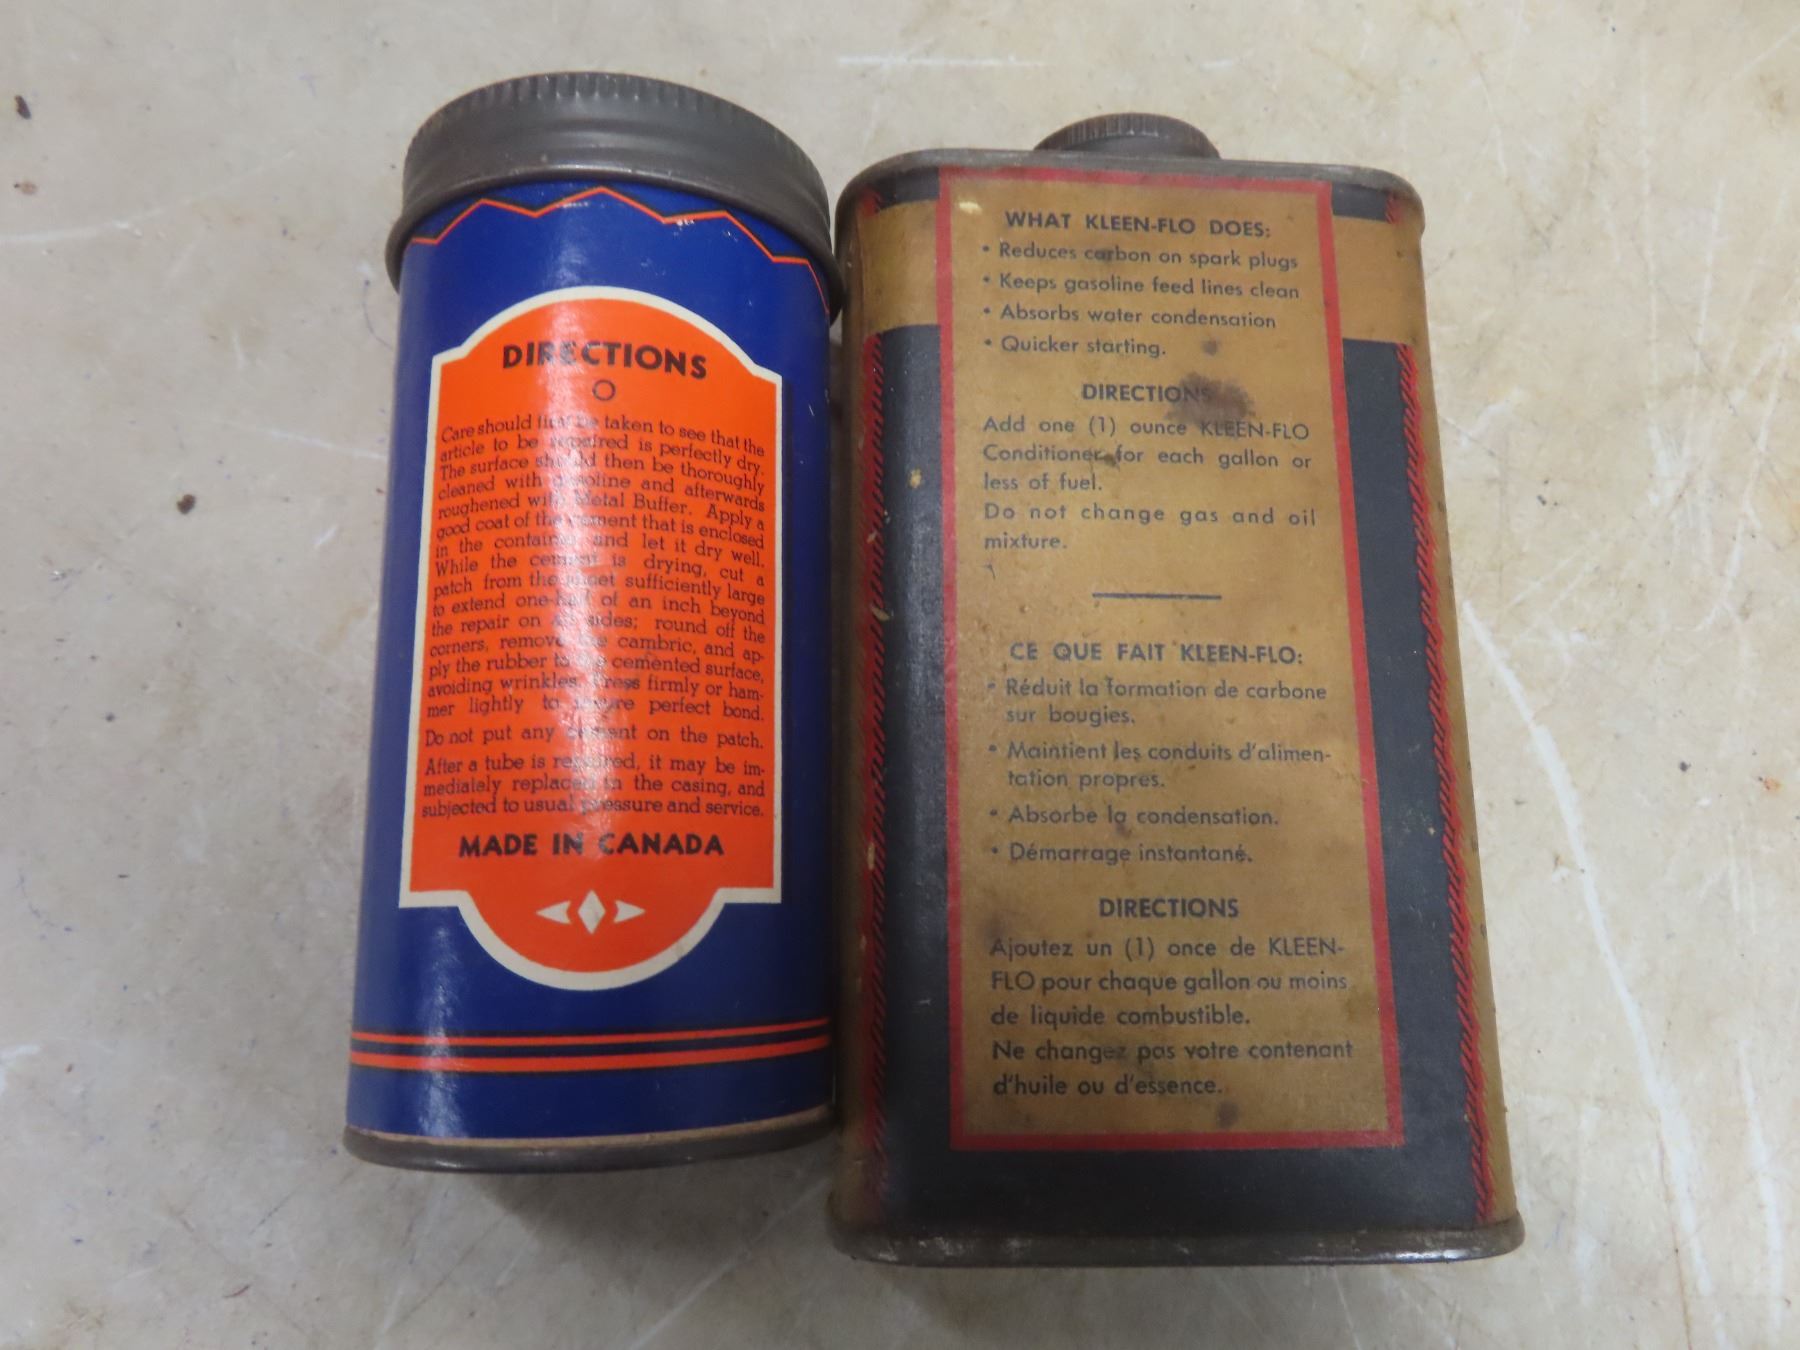 DIRECTIONS
Care should first be taken to see that the
article to be repaired is perfectly dry.
The surface should then be thoroughly
cleaned with gasoline and afterwards
roughened with Metal Buffer. Apply a
good coat of the cement that is enclosed
in the container and let it dry well.
While the cement is drying, cut a
patch from the sheet sufficiently large
to extend one-half of an inch beyond
the repair on all sides; round off the
corners, remove the cambric, and ap-
ply the rubber to the cemented surface,
avoiding wrinkles. Press firmly or ham-
mer lightly to secure perfect bond.
Do not put any cement on the patch.
After a tube is repaired, it may be im-
mediately replaced in the casing, and
subjected to usual pressure and service.
MADE IN CANADA
WHAT KLEEN-FLO DOES:
• Reduces carbon on spark plugs
• Keeps gasoline feed lines clean
• Absorbs water condensation
• Quicker starting.
DIRECTIONS
Add one (1) ounce KLEEN-FLO
Conditioner for each gallon or
less of fuel.
Do not change gas and oil
mixture.
CE QUE FAIT KLEEN-FLO:
• Réduit la formation de carbone
sur bougies.
• Maintient les conduits d'alimen-
tation propres.
• Absorbe la condensation.
• Démarrage instantané.
DIRECTIONS
Ajoutez un (1) once de KLEEN-
FLO pour chaque gallon ou moins
de liquide combustible.
Ne changez pas votre contenant
d'huile ou d'essence.